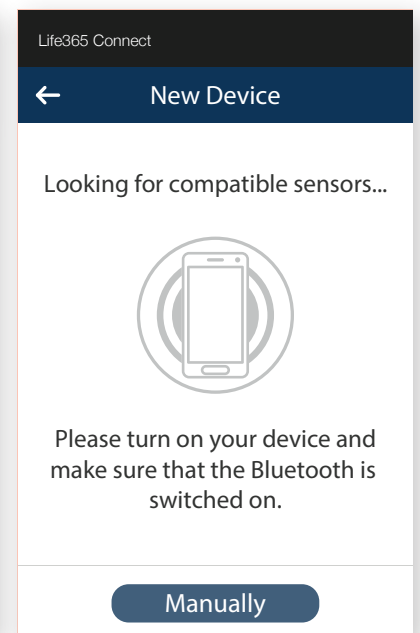 Life365 Connect
New Device
Looking for compatible sensors...
Please turn on your device and
make sure that the Bluetooth is
switched on.
Manually